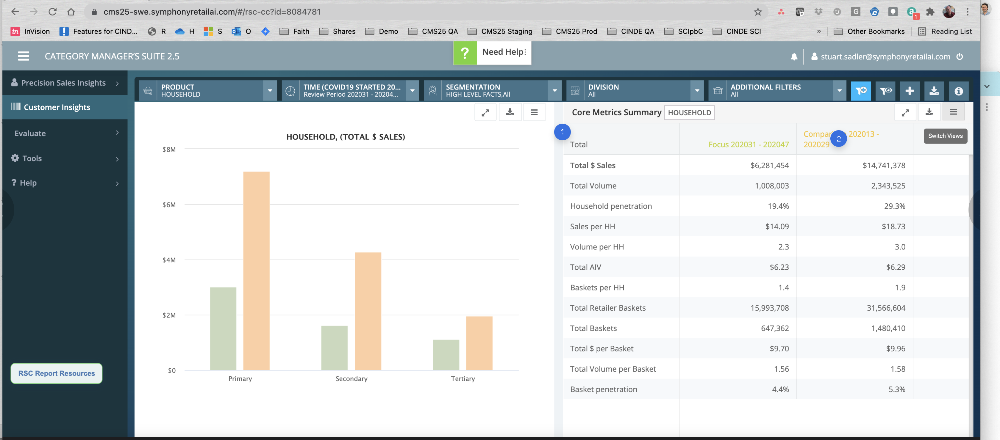 cms25-swe.symphonyretailai.com/#/rsc-cc?id=8084781
1
in InVision
Features for CIND...
R
H
S
O
Faith
Shares
Demo
CMS25 QA
CMS25 Staging
CMS25 Prod
CINDE QA
SCIpbC
CINDE SCI
»
Other Bookmarks
Reading List
CATEGORY MANAGER'S SUITE 2.5
? Need Help
stuart.sadler@symphonyretailai.com
Precision Sales Insights
Customer Insights
Evaluate
Tools
? Help
RSC Report Resources
PRODUCT
HOUSEHOLD
TIME (COVID19 STARTED 20...
Review Period 202031 - 20204...
SEGMENTATION
HIGH LEVEL FACTS,All
DIVISION
All
ADDITIONAL FILTERS
All
HOUSEHOLD, (TOTAL $ SALES)
$8M
$6M
$4M
$2M
$0
Primary
Secondary
Tertiary
Core Metrics Summary HOUSEHOLD
Switch Views
1
2
Total Focus 202031 - 202047 202013 - 202029
Total $ Sales $6,281,454 $14,741,378
Total Volume 1,008,003 2,343,525
Household penetration 19.4% 29.3%
Sales per HH $14.09 $18.73
Volume per HH 2.3 3.0
Total AIV $6.23 $6.29
Baskets per HH 1.4 1.9
Total Retailer Baskets 15,993,708 31,566,604
Total Baskets 647,362 1,480,410
Total $ per Basket $9.70 $9.96
Total Volume per Basket 1.56 1.58
Basket penetration 4.4% 5.3%